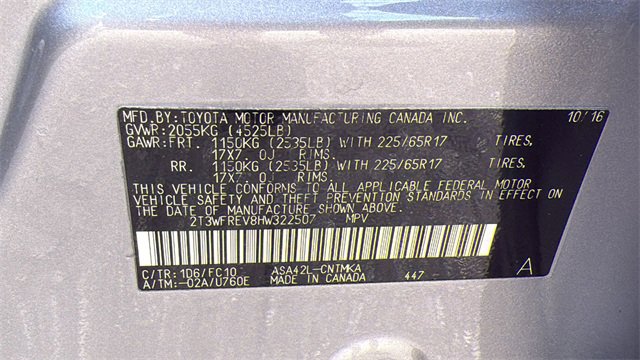 MFD.BY:TOYOTA MOTOR MANUFACTURING CANADA INC. 10/16
GVWR:2055KG (4525LB)
GAWR:FRT. 1150KG (2535LB) WITH 225/65R17 TIRES,
17X7.0J RIMS.
RR. 1150KG (2535LB) WITH 225/65R17 TIRES,
17X7.0J RIMS.
THIS VEHICLE CONFORMS TO ALL APPLICABLE FEDERAL MOTOR
VEHICLE SAFETY AND THEFT PREVENTION STANDARDS IN EFFECT ON
THE DATE OF MANUFACTURE SHOWN ABOVE.
2T3WFREV8HW322507 MPV
C/TR:1D6/FC10 ASA42L-CNTMKA 447 A
A/TM:-02A/U760E MADE IN CANADA